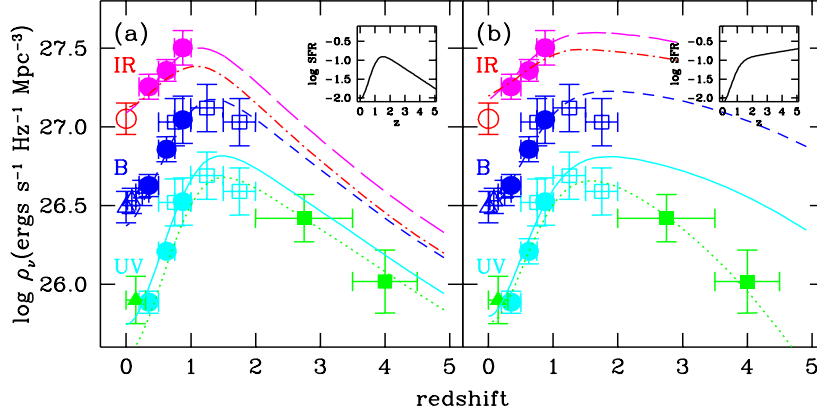 (a)
(b)
27.5
27.0
26.5
26.0
log ρν(ergs s⁻¹ Hz⁻¹ Mpc⁻³)
IR
B
UV
IR
B
UV
log SFR
−0.5
−1.0
−1.5
−2.0
0 1 2 3 4 5
z
log SFR
−0.5
−1.0
−1.5
−2.0
0 1 2 3 4 5
z
0 1 2 3 4 5
0 1 2 3 4 5
redshift